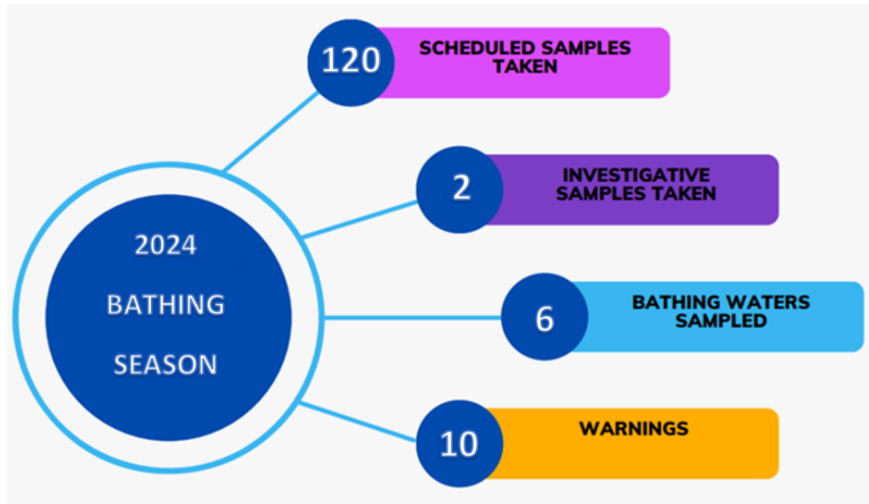 120
SCHEDULED SAMPLES
TAKEN
2
INVESTIGATIVE
SAMPLES TAKEN
2024
BATHING
SEASON
6
BATHING WATERS
SAMPLED
10
WARNINGS